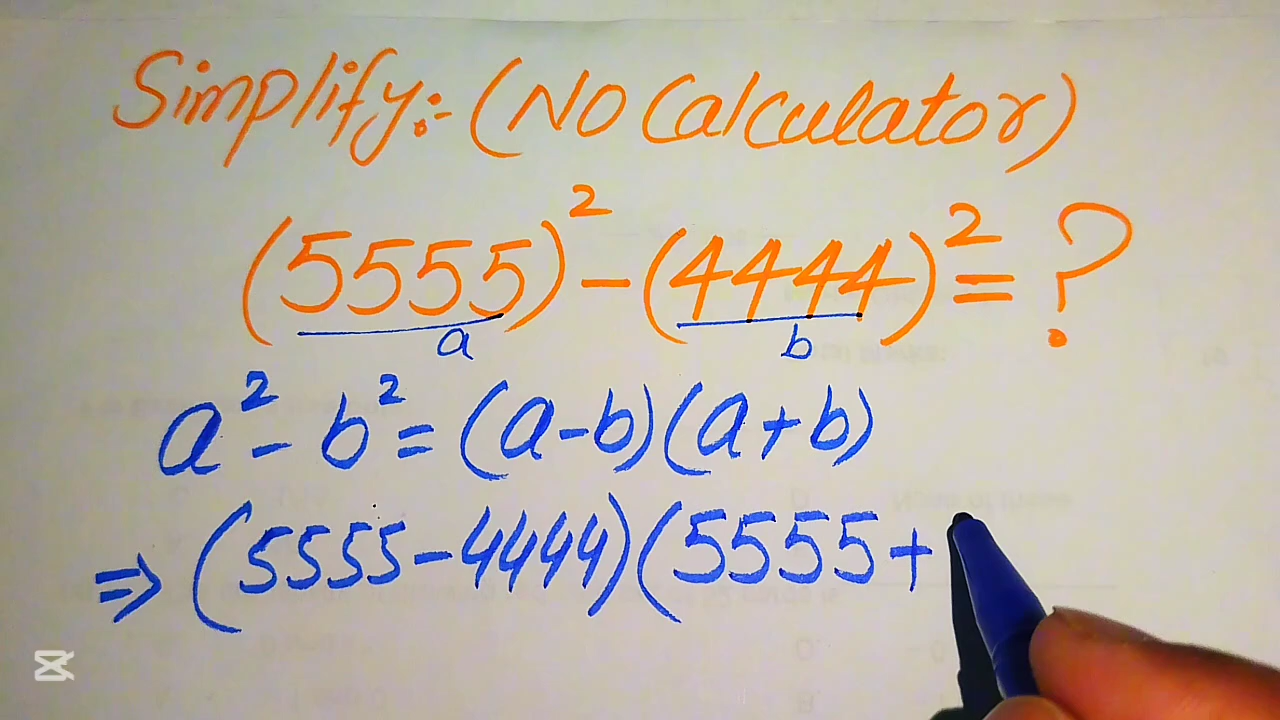 Simplify:- (No Calculator)
(5555)² - (4444)² = ?
a b
a² - b² = (a-b)(a+b)
⇒ (5555-4444)(5555+